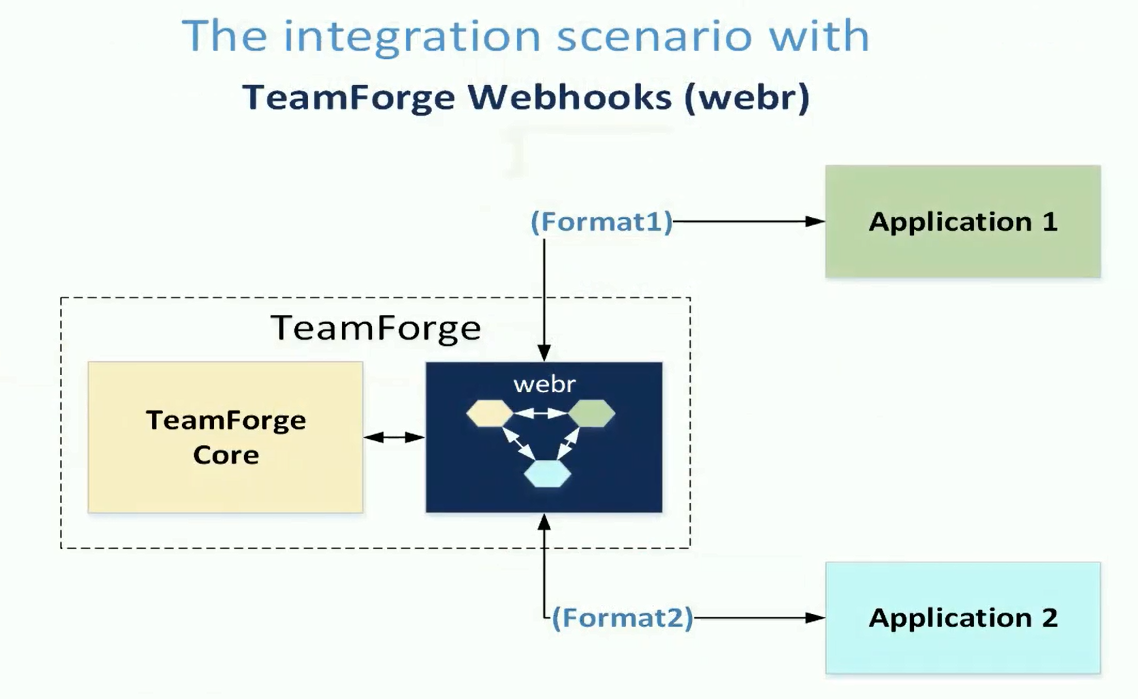 The integration scenario with
TeamForge Webhooks (webr)
(Format1)
Application 1
TeamForge
TeamForge
Core
webr
(Format2)
Application 2